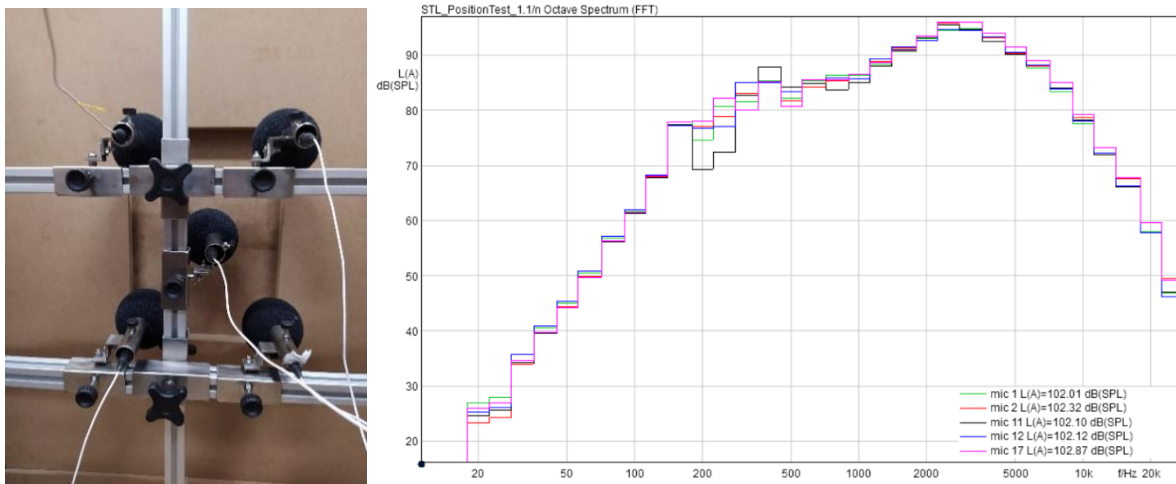 STL_PositionTest_1.1/n Octave Spectrum (FFT)
90
L(A)
dB(SPL)
80
70
60
50
40
30
20
mic 1 L(A)=102.01 dB(SPL)
mic 2 L(A)=102.32 dB(SPL)
mic 11 L(A)=102.10 dB(SPL)
mic 12 L(A)=102.12 dB(SPL)
mic 17 L(A)=102.87 dB(SPL)
20 50 100 200 500 1000 2000 5000 10k f/Hz 20k